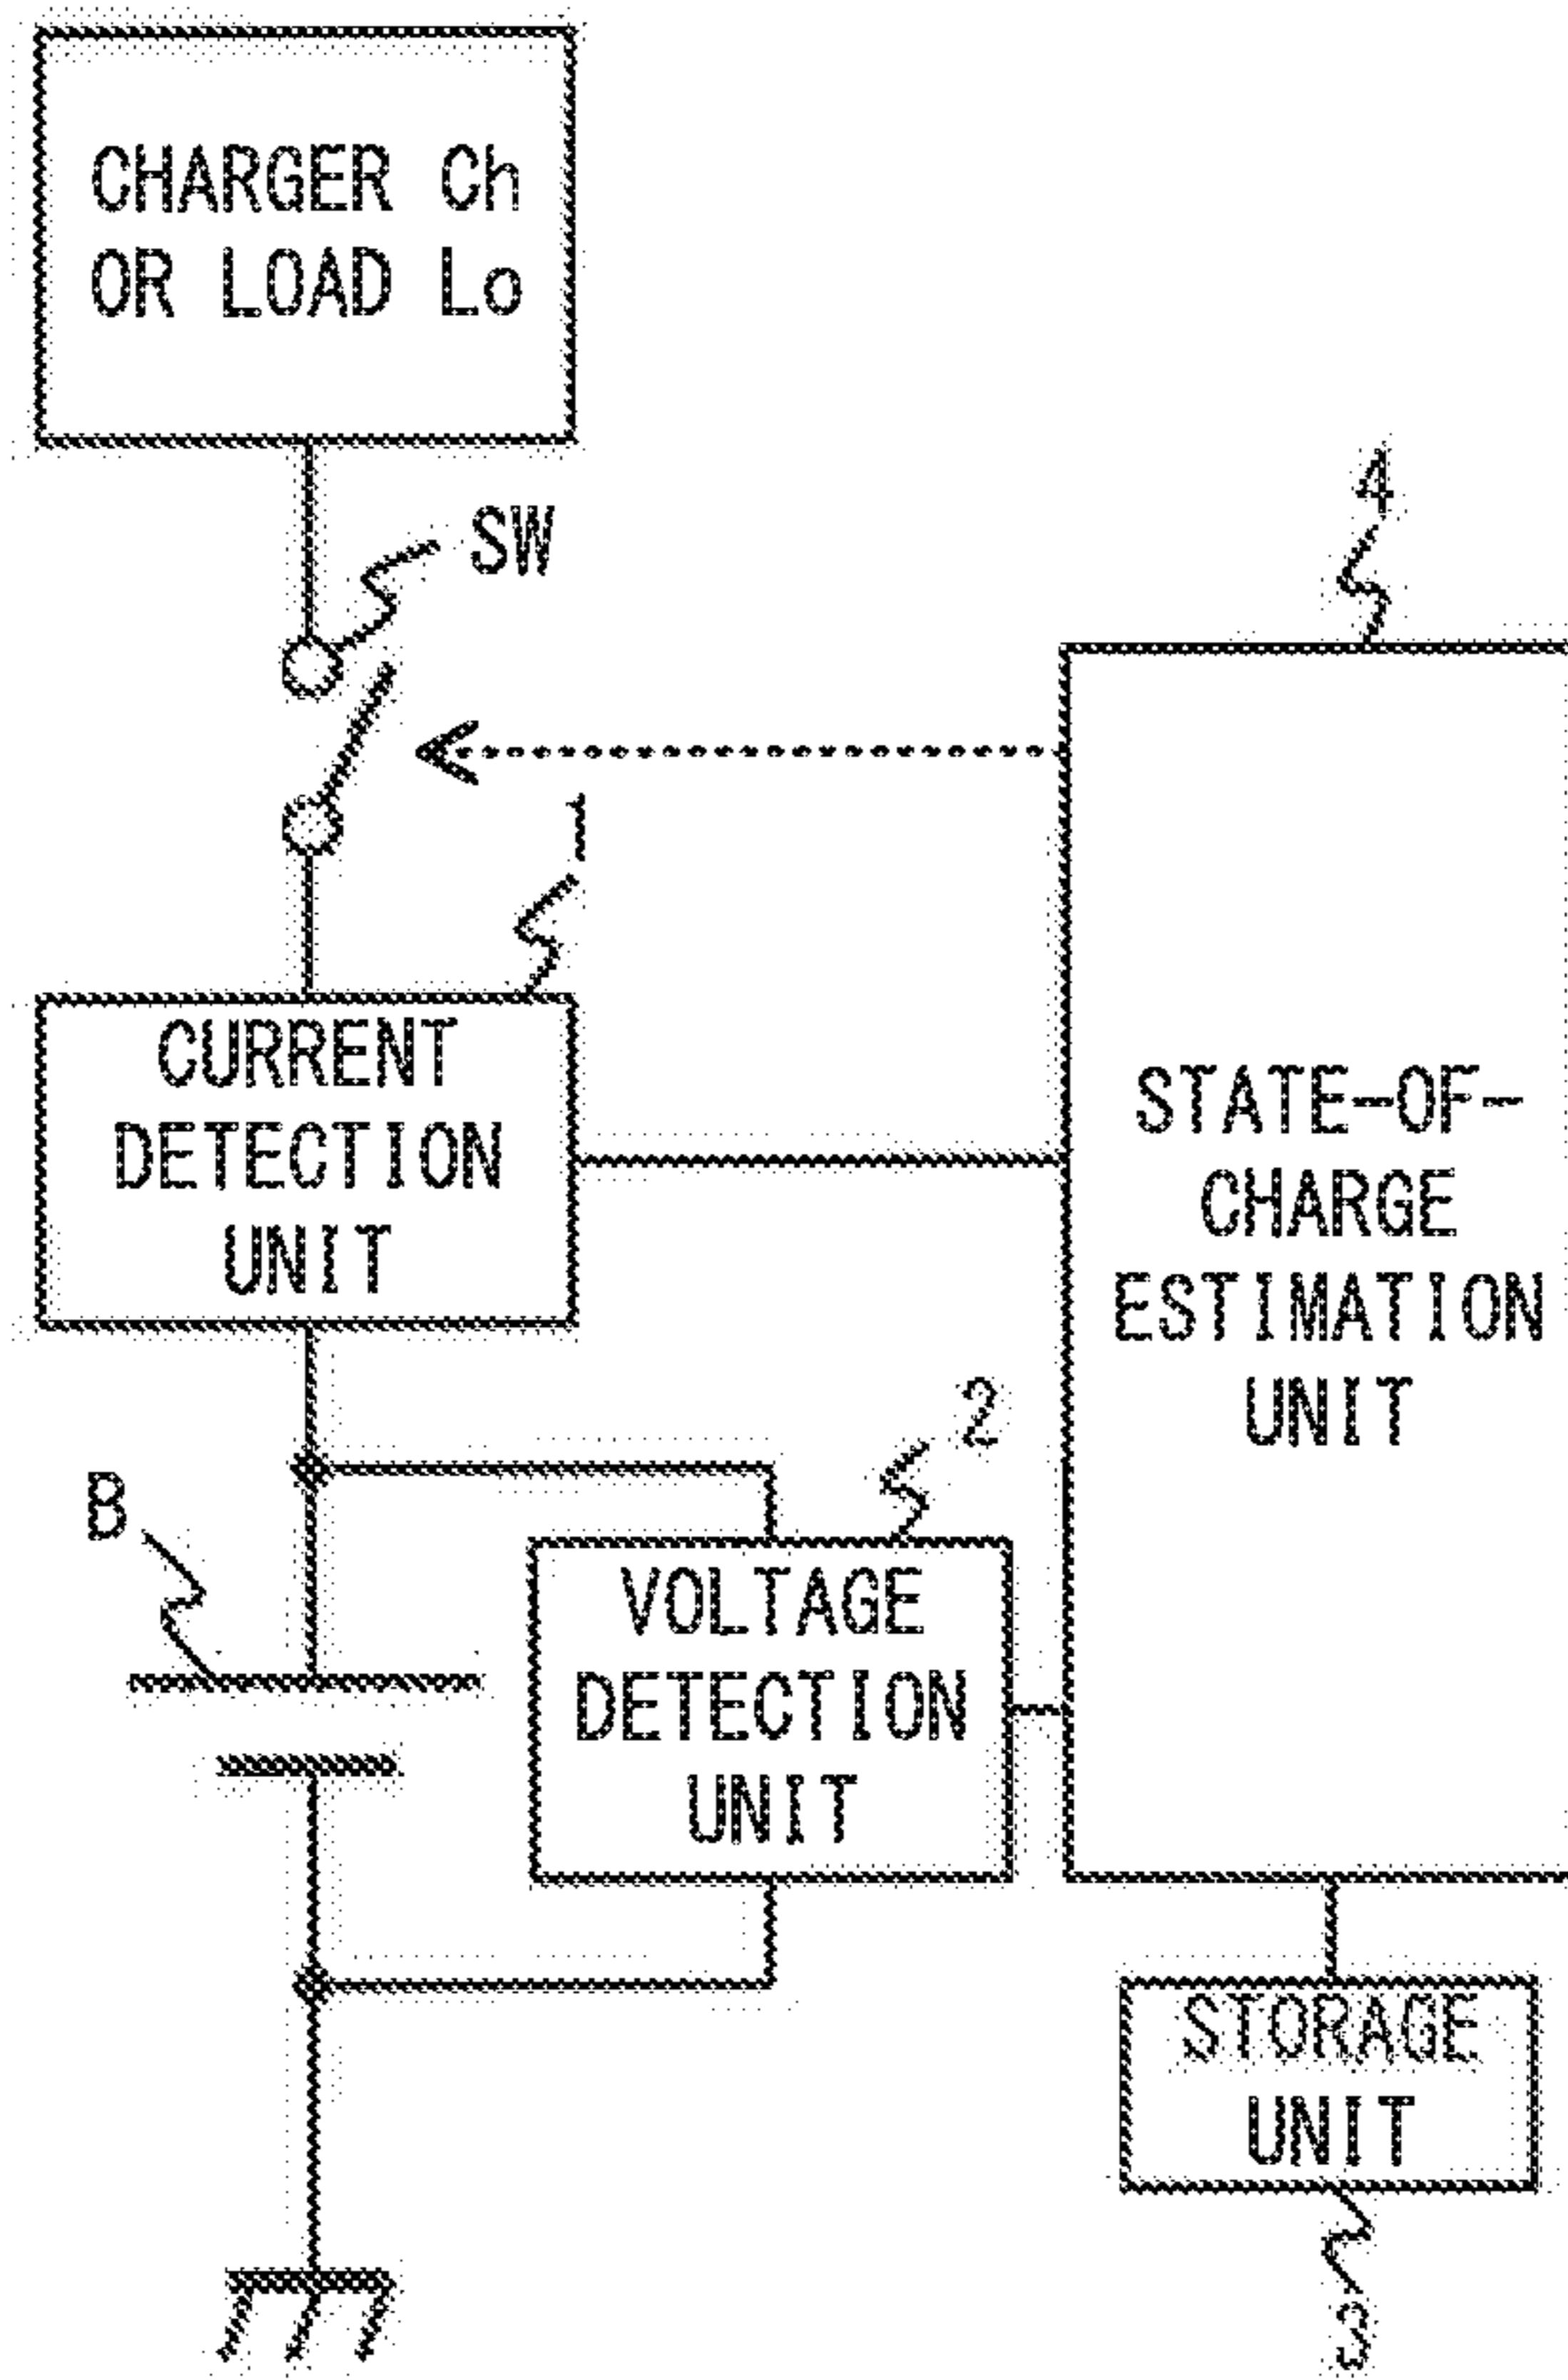 CHARGER Ch
OR LOAD Lo
4
SW
1
CURRENT
DETECTION
UNIT
STATE-OF-
CHARGE
ESTIMATION
UNIT
2
B
VOLTAGE
DETECTION
UNIT
STORAGE
UNIT
3